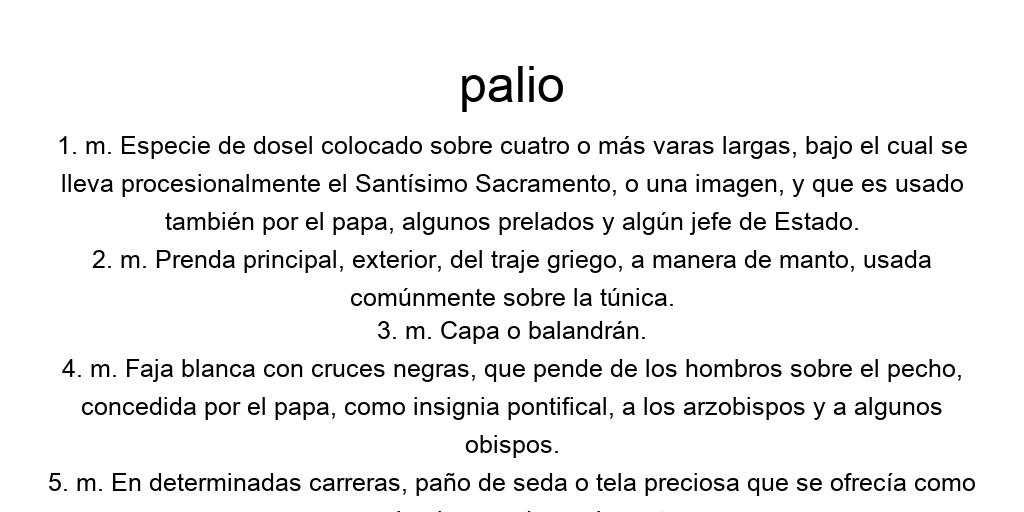 palio
1. m. Especie de dosel colocado sobre cuatro o más varas largas, bajo el cual se
lleva procesionalmente el Santísimo Sacramento, o una imagen, y que es usado
también por el papa, algunos prelados y algún jefe de Estado.
2. m. Prenda principal, exterior, del traje griego, a manera de manto, usada
comúnmente sobre la túnica.
3. m. Capa o balandrán.
4. m. Faja blanca con cruces negras, que pende de los hombros sobre el pecho,
concedida por el papa, como insignia pontifical, a los arzobispos y a algunos
obispos.
5. m. En determinadas carreras, paño de seda o tela preciosa que se ofrecía como